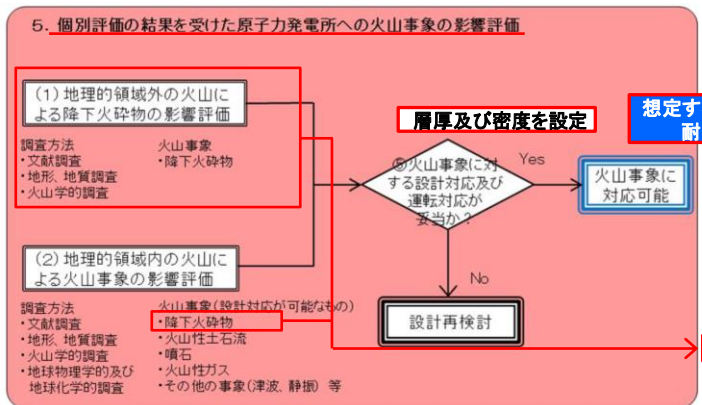 5. 個別評価の結果を受けた原子力発電所への火山事象の影響評価
(1)地理的領域外の火山に
よる降下火砕物の影響評価
調査方法
・文献調査
・地形、地質調査
・火山学的調査
火山事象
・降下火砕物
層厚及び密度を設定
想定す
耐
⑤火山事象に対
する設計対応及び
運転対応が
妥当か?
Yes
火山事象に
対応可能
No
設計再検討
(2)地理的領域内の火山に
よる火山事象の影響評価
調査方法
・文献調査
・地形、地質調査
・火山学的調査
・地球物理学的及び
地球化学的調査
火山事象(設計対応が可能なもの)
・降下火砕物
・火山性土石流
・噴石
・火山性ガス
・その他の事象(津波、静振)等